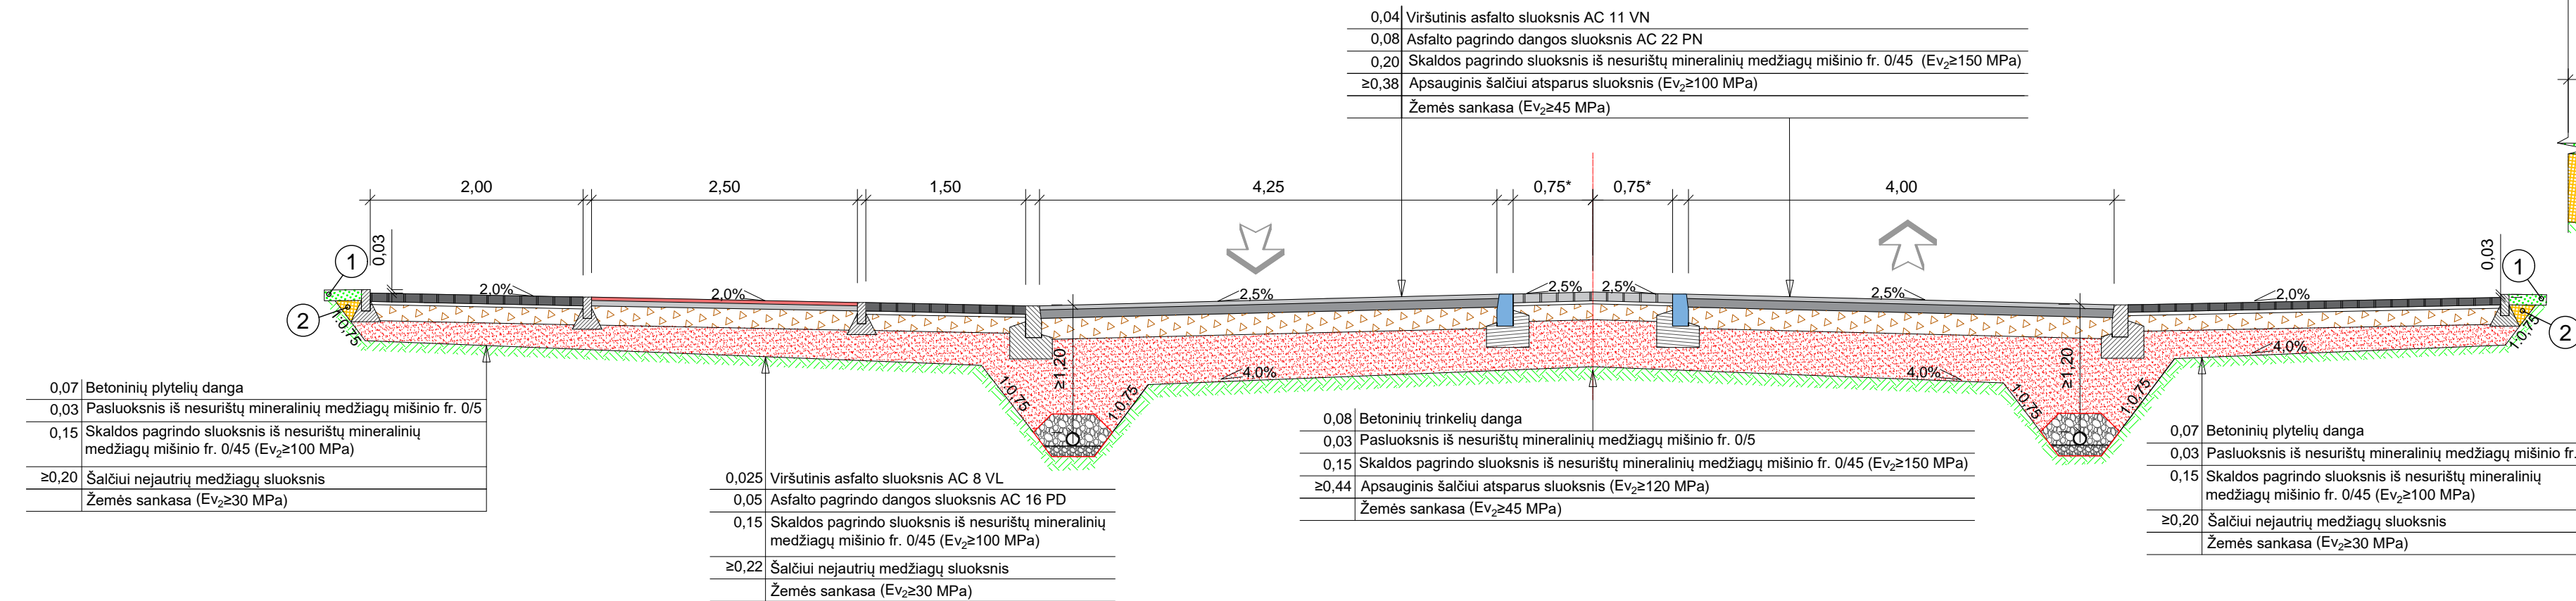 0,04 Viršutinis asfalto sluoksnis AC 11 VN
0,08 Asfalto pagrindo dangos sluoksnis AC 22 PN
0,20 Skaldos pagrindo sluoksnis iš nesurištų mineralinių medžiagų mišinio fr. 0/45 (Ev₂≥150 MPa)
≥0,38 Apsauginis šalčiui atsparus sluoksnis (Ev₂≥100 MPa)
Žemės sankasa (Ev₂≥45 MPa)
2,00 2,50 1,50 4,25 0,75* 0,75* 4,00
1 0,03 0,03 1
2,0% 2,0% 2,5% 2,5% 2,5% 2,5% 2,0%
2 1:0,75 1:0,75 2
≥1,20 ≥1,20
4,0% 4,0% 4,0%
1:0,75 1:0,75 1:0,75 1:0,75
0,07 Betoninių plytelių danga
0,03 Pasluoksnis iš nesurištų mineralinių medžiagų mišinio fr. 0/5
0,15 Skaldos pagrindo sluoksnis iš nesurištų mineralinių
medžiagų mišinio fr. 0/45 (Ev₂≥100 MPa)
≥0,20 Šalčiui nejautrių medžiagų sluoksnis
Žemės sankasa (Ev₂≥30 MPa)
0,025 Viršutinis asfalto sluoksnis AC 8 VL
0,05 Asfalto pagrindo dangos sluoksnis AC 16 PD
0,15 Skaldos pagrindo sluoksnis iš nesurištų mineralinių
medžiagų mišinio fr. 0/45 (Ev₂≥100 MPa)
≥0,22 Šalčiui nejautrių medžiagų sluoksnis
Žemės sankasa (Ev₂≥30 MPa)
0,08 Betoninių trinkelių danga
0,03 Pasluoksnis iš nesurištų mineralinių medžiagų mišinio fr. 0/5
0,15 Skaldos pagrindo sluoksnis iš nesurištų mineralinių medžiagų mišinio fr. 0/45 (Ev₂≥150 MPa)
≥0,44 Apsauginis šalčiui atsparus sluoksnis (Ev₂≥120 MPa)
Žemės sankasa (Ev₂≥45 MPa)
0,07 Betoninių plytelių danga
0,03 Pasluoksnis iš nesurištų mineralinių medžiagų mišinio fr.
0,15 Skaldos pagrindo sluoksnis iš nesurištų mineralinių
medžiagų mišinio fr. 0/45 (Ev₂≥100 MPa)
≥0,20 Šalčiui nejautrių medžiagų sluoksnis
Žemės sankasa (Ev₂≥30 MPa)